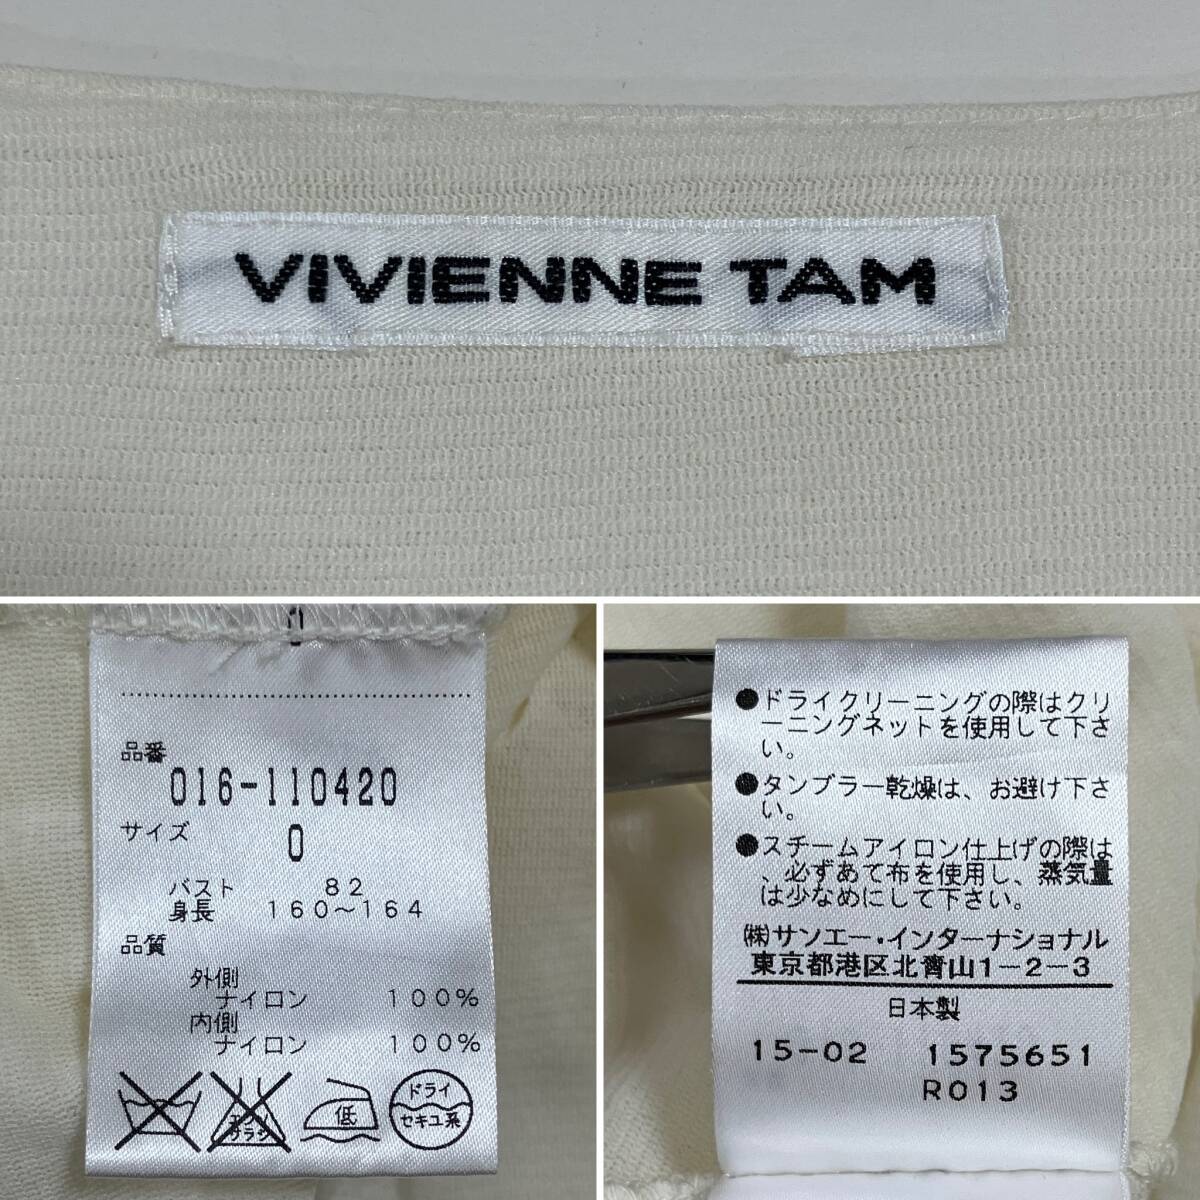 VIVIENNE TAM
品番
016-110420
サイズ
0
バスト 82
身長 160～164
品質
外側
ナイロン 100%
内側
ナイロン 100%
エンソ
サラシ
低
ドライ
セキユ系
●ドライクリーニングの際はクリ
ーニングネットを使用して下さ
い。
●タンブラー乾燥は、お避け下さ
い。
●スチームアイロン仕上げの際は
、必ずあて布を使用し、蒸気量
は少なめにして下さい。
㈱サンエー・インターナショナル
東京都港区北青山1-2-3
日本製
15-02 1575651
R013